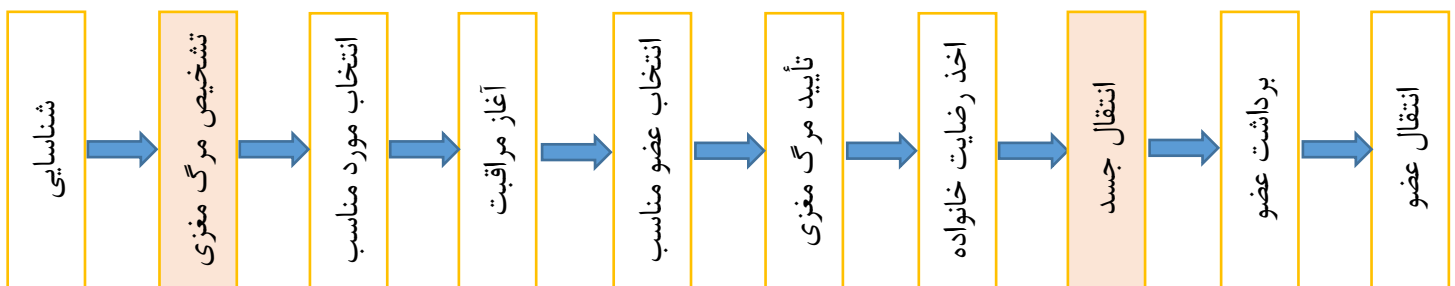 شناسایی
تشخیص مرگ مغزی
انتخاب مورد مناسب
آغاز مراقبت
انتخاب عضو مناسب
تأیید مرگ مغزی
اخذ رضایت خانواده
انتقال جسد
برداشت عضو
انتقال عضو